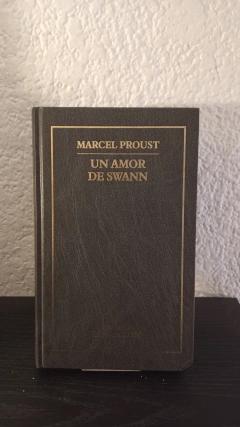 MARCEL PROUST
UN AMOR
DE SWANN